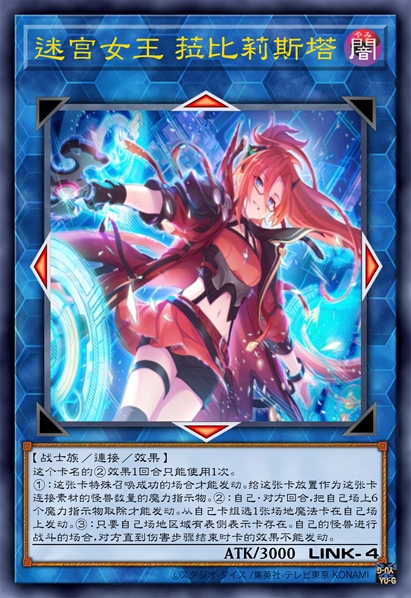 迷宫女王 菈比莉斯塔
やみ
闇
【战士族／連接／效果】
这个卡名的②效果1回合只能使用1次。
①：这张卡特殊召唤成功的场合才能发动。给这张卡放置作为这张卡
连接素材的怪兽数量的魔力指示物。②：自己·对方回合,把自己场上6
个魔力指示物取除才能发动。从自己卡组选1张场地魔法卡在自己场
上发动。③：只要自己场地区域有表侧表示卡存在。自己的怪兽进行
战斗的场合,对方直到伤害步骤结束时卡的效果不能发动。
ATK/3000 LINK-4
©スタジオ·ダイス /集英社·テレビ東京·KONAMI